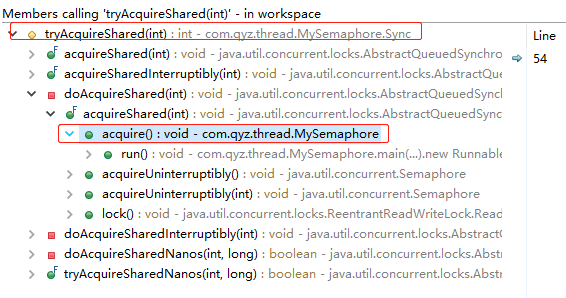 Members calling 'tryAcquireShared(int)' - in workspace
Line
tryAcquireShared(int) : int - com.qyz.thread.MySemaphore.Sync
54
acquireShared(int) : void - java.util.concurrent.locks.AbstractQueuedSynchro
acquireSharedInterruptibly(int) : void - java.util.concurrent.locks.Abstract
doAcquireShared(int) : void - java.util.concurrent.locks.AbstractQueuedSync
acquireShared(int) : void - java.util.concurrent.locks.AbstractQueuedSync
acquire() : void - com.qyz.thread.MySemaphore
run() : void - com.qyz.thread.MySemaphore.main(...).new Runnable
acquireUninterruptibly() : void - java.util.concurrent.Semaphore
acquireUninterruptibly(int) : void - java.util.concurrent.Semaphore
lock() : void - java.util.concurrent.locks.ReentrantReadWriteLock.Read
doAcquireSharedInterruptibly(int) : void - java.util.concurrent.locks.AbstractQ
doAcquireSharedNanos(int, long) : boolean - java.util.concurrent.locks.Abst
tryAcquireSharedNanos(int, long) : boolean - java.util.concurrent.locks.Abst